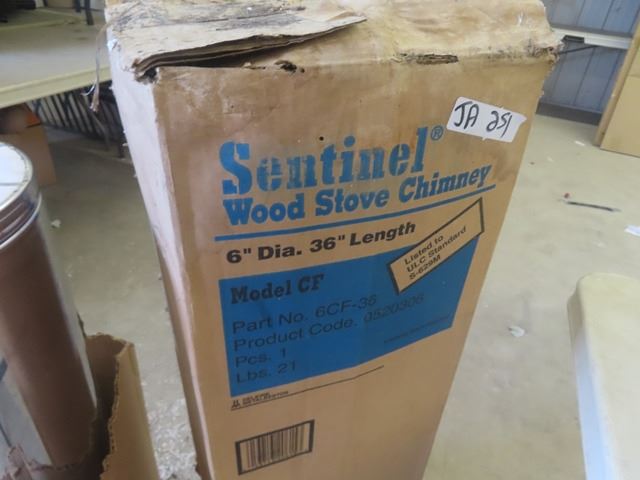 JA 251
Sentinel®
Wood Stove Chimney
6" Dia. 36" Length
Listed to
ULC Standard
S-629M
Model CF
Part No. 6CF-36
Product Code. 0520306
Pcs. 1
Lbs. 21